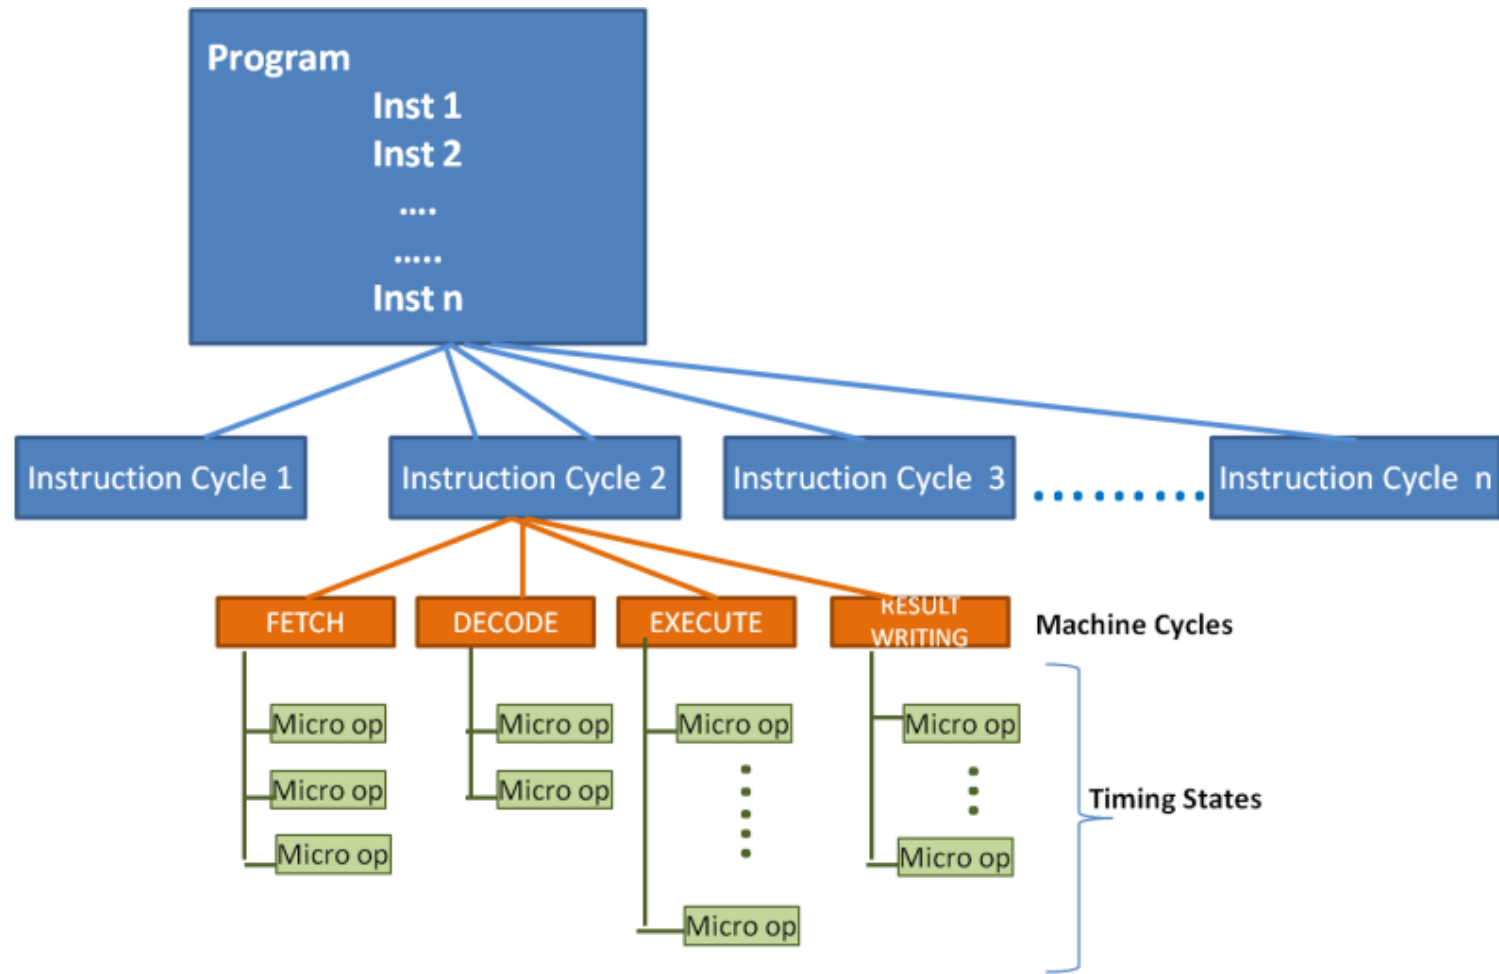 Program
Inst 1
Inst 2
....
.....
Inst n
Instruction Cycle 1
Instruction Cycle 2
Instruction Cycle 3
Instruction Cycle n
FETCH
DECODE
EXECUTE
RESULT
WRITING
Machine Cycles
Micro op
Micro op
Micro op
Micro op
Micro op
Micro op
Micro op
Timing States
Micro op
Micro op
Micro op